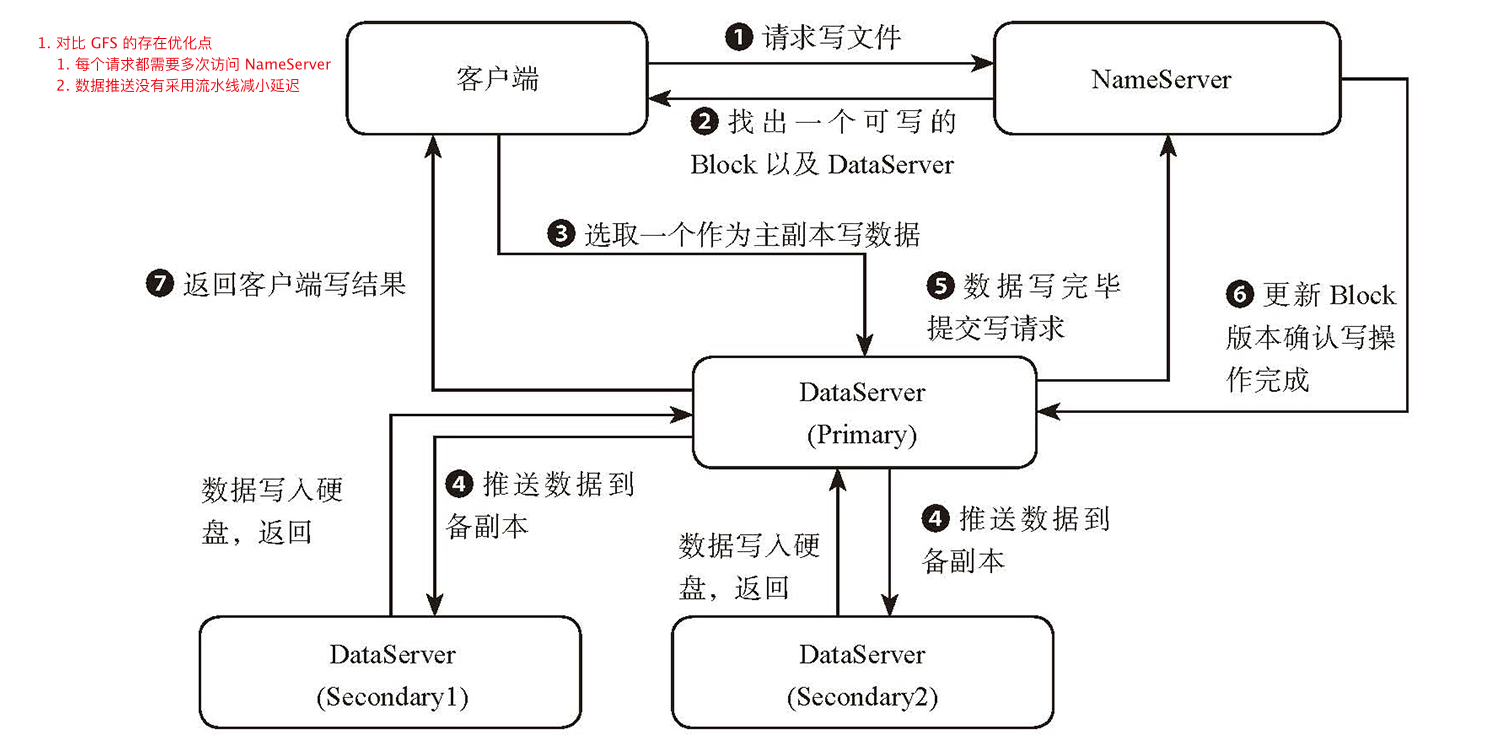 1. 对比 GFS 的存在优化点
1. 每个请求都需要多次访问 NameServer
2. 数据推送没有采用流水线减小延迟
客户端
❶ 请求写文件
NameServer
❷ 找出一个可写的
Block 以及 DataServer
❸ 选取一个作为主副本写数据
❼ 返回客户端写结果
❺ 数据写完毕
提交写请求
❻ 更新 Block
版本确认写操
作完成
DataServer
(Primary)
数据写入硬
盘，返回
❹ 推送数据到
备副本
数据写入硬
盘，返回
❹ 推送数据到
备副本
DataServer
(Secondary1)
DataServer
(Secondary2)